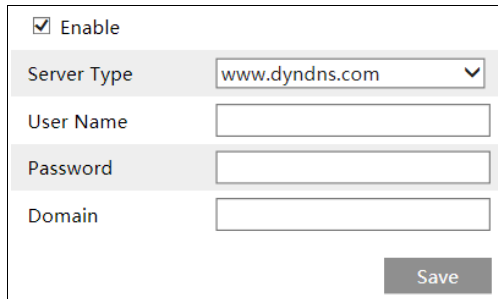 Enable
Server Type www.dyndns.com
User Name
Password
Domain
Save